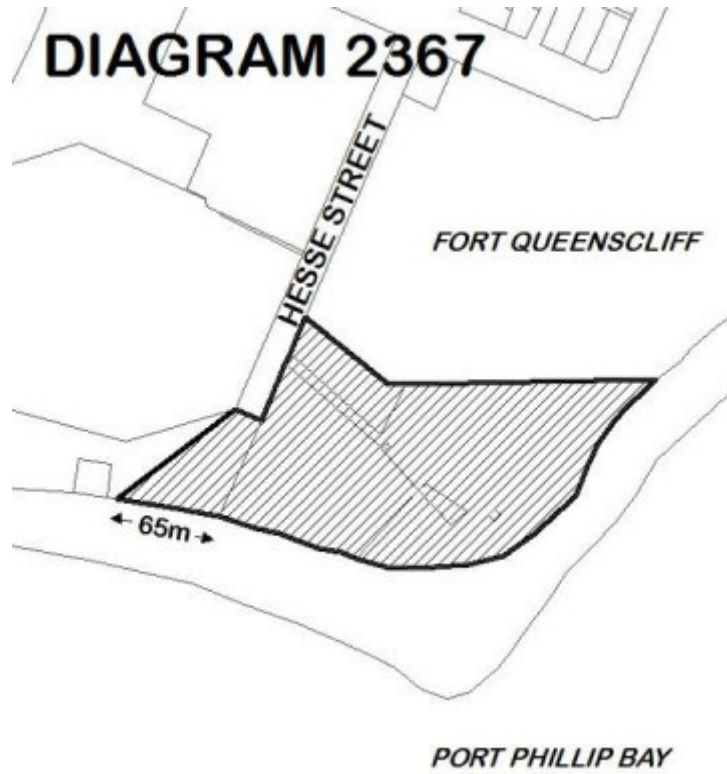 DIAGRAM 2367
HESSE STREET
FORT QUEENSCLIFF
65m
PORT PHILLIP BAY